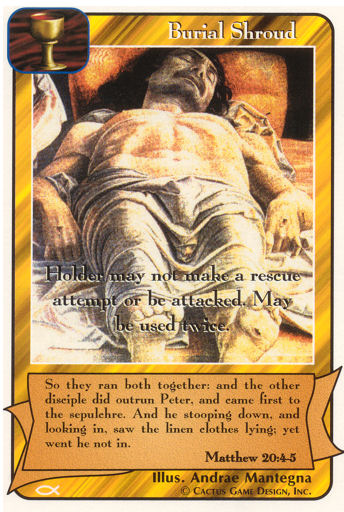 Burial Shroud
Holder may not make a rescue
attempt or be attacked. May
be used twice.
So they ran both together: and the other
disciple did outrun Peter, and came first to
the sepulchre. And he stooping down, and
looking in, saw the linen clothes lying; yet
went he not in.
Matthew 20:4-5
Illus. Andrae Mantegna
© CACTUS GAME DESIGN, INC.